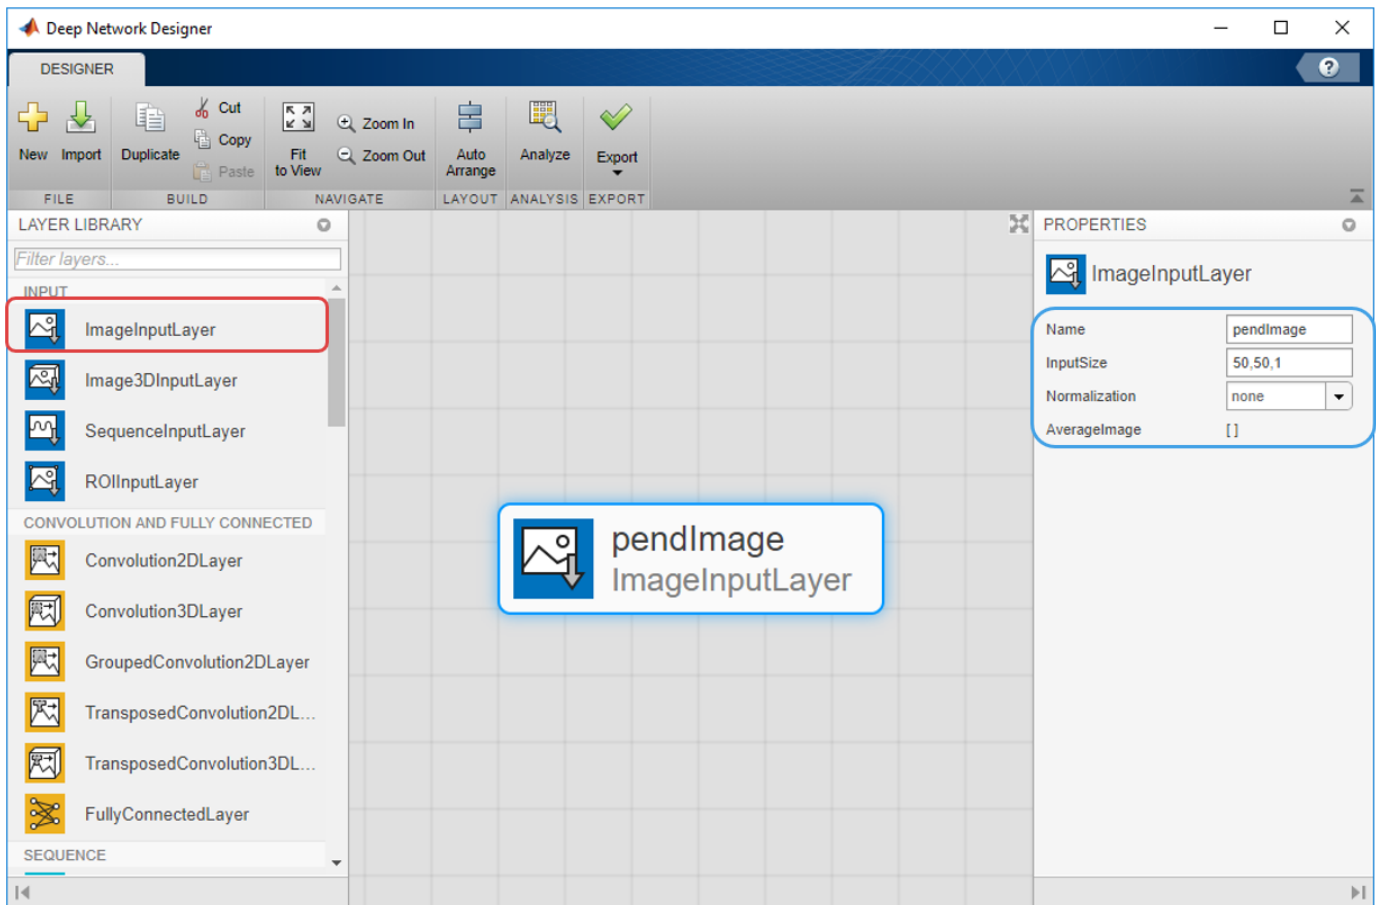 Deep Network Designer
DESIGNER
?
New
Import
Duplicate
Cut
Copy
Paste
Fit
to View
Zoom In
Zoom Out
Auto
Arrange
Analyze
Export
FILE
BUILD
NAVIGATE
LAYOUT
ANALYSIS
EXPORT
LAYER LIBRARY
Filter layers...
INPUT
ImageInputLayer
Image3DInputLayer
SequenceInputLayer
ROIInputLayer
CONVOLUTION AND FULLY CONNECTED
Convolution2DLayer
Convolution3DLayer
GroupedConvolution2DLayer
TransposedConvolution2DL...
TransposedConvolution3DL...
FullyConnectedLayer
SEQUENCE
pendImage
ImageInputLayer
PROPERTIES
ImageInputLayer
Name pendImage
InputSize 50,50,1
Normalization none
AverageImage [ ]